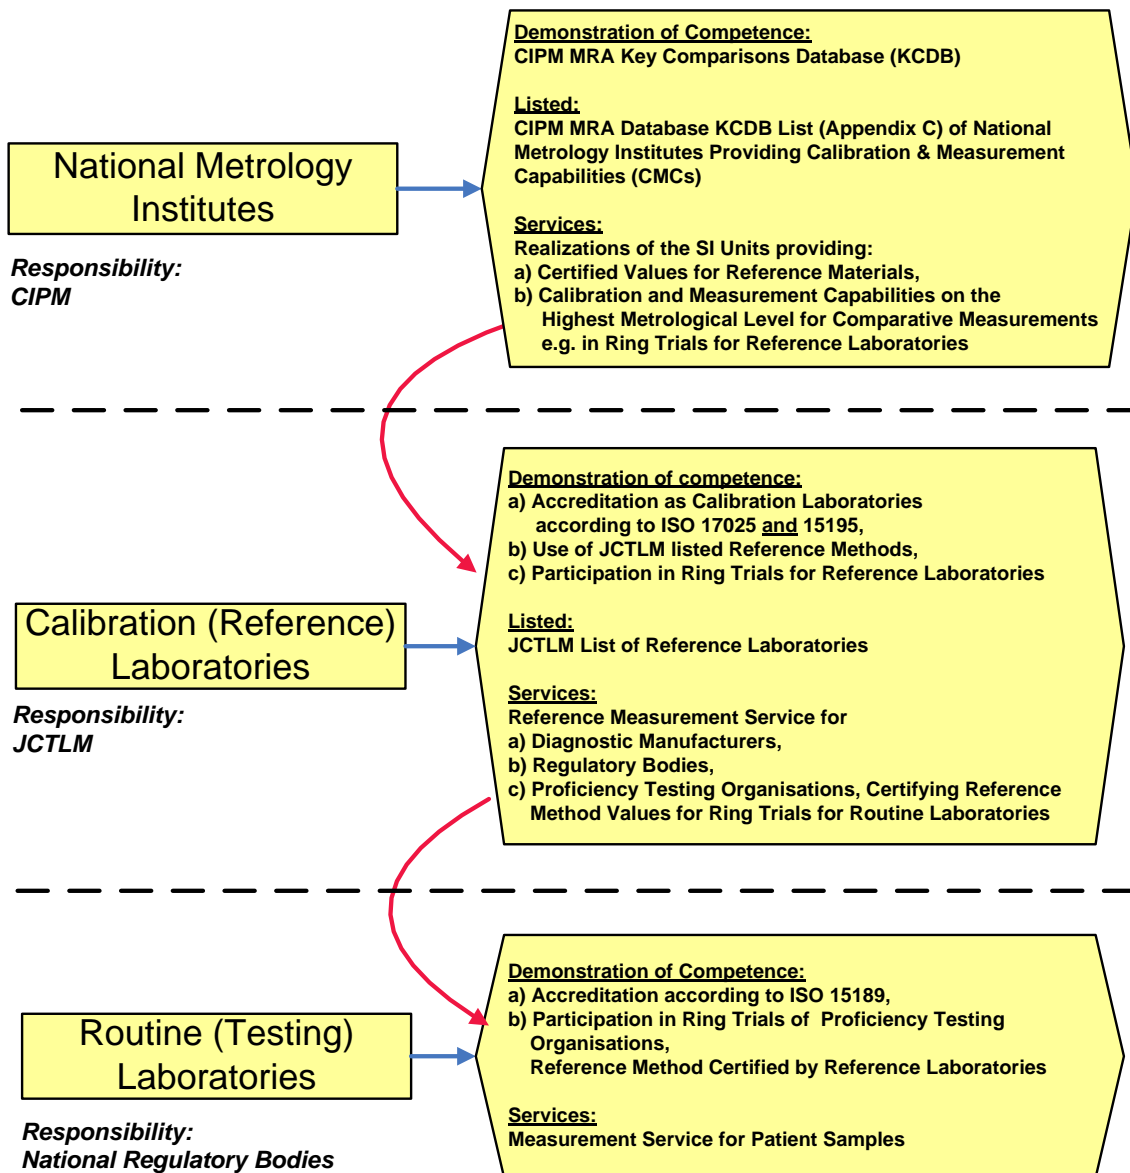 National Metrology
Institutes
Responsibility:
CIPM
Demonstration of Competence:
CIPM MRA Key Comparisons Database (KCDB)
Listed:
CIPM MRA Database KCDB List (Appendix C) of National
Metrology Institutes Providing Calibration & Measurement
Capabilities (CMCs)
Services:
Realizations of the SI Units providing:
a) Certified Values for Reference Materials,
b) Calibration and Measurement Capabilities on the
Highest Metrological Level for Comparative Measurements
e.g. in Ring Trials for Reference Laboratories
Calibration (Reference)
Laboratories
Responsibility:
JCTLM
Demonstration of competence:
a) Accreditation as Calibration Laboratories
according to ISO 17025 and 15195,
b) Use of JCTLM listed Reference Methods,
c) Participation in Ring Trials for Reference Laboratories
Listed:
JCTLM List of Reference Laboratories
Services:
Reference Measurement Service for
a) Diagnostic Manufacturers,
b) Regulatory Bodies,
c) Proficiency Testing Organisations, Certifying Reference
Method Values for Ring Trials for Routine Laboratories
Routine (Testing)
Laboratories
Responsibility:
National Regulatory Bodies
Demonstration of Competence:
a) Accreditation according to ISO 15189,
b) Participation in Ring Trials of Proficiency Testing
Organisations,
Reference Method Certified by Reference Laboratories
Services:
Measurement Service for Patient Samples